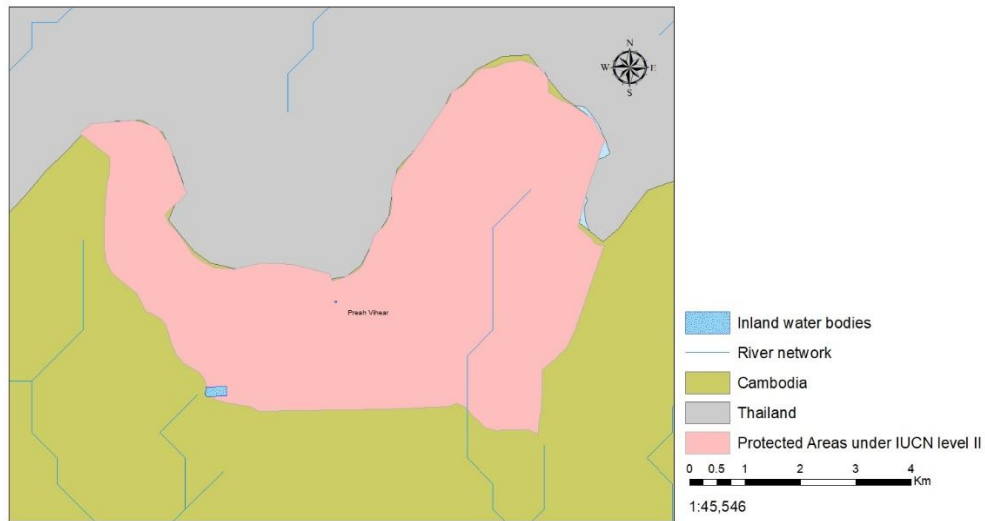 N
W
E
S
Preah Vihear
Inland water bodies
River network
Cambodia
Thailand
Protected Areas under IUCN level II
0 0.5 1 2 3 4
Km
1:45,546